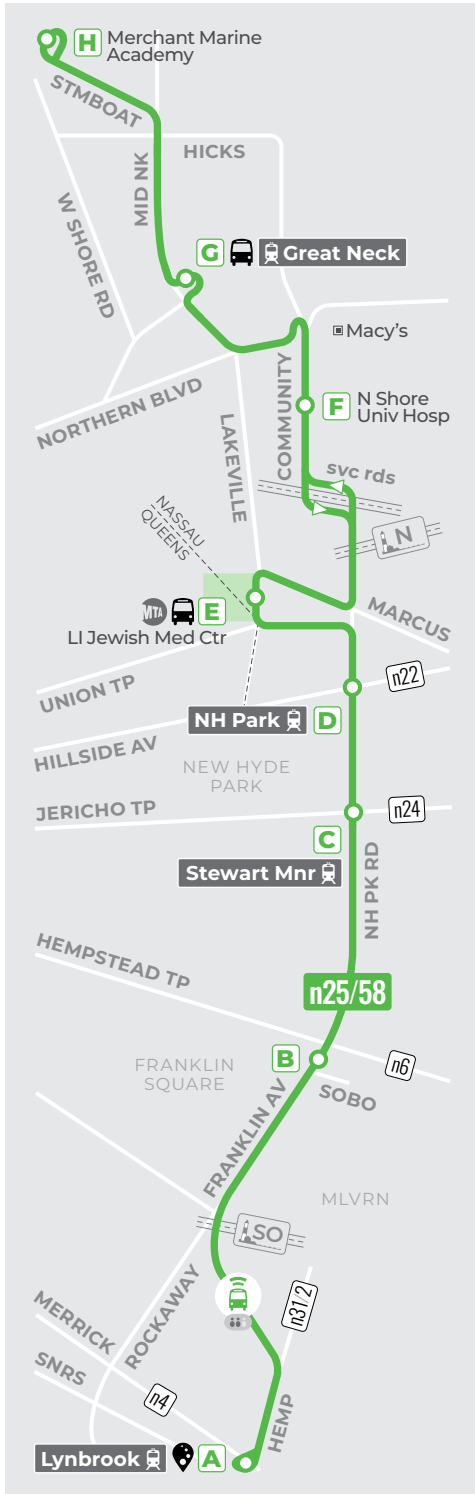 H Merchant Marine
Academy
STMBOAT
HICKS
MID NK
W SHORE RD
G Great Neck
Macy's
COMMUNITY
F N Shore
Univ Hosp
NORTHERN BLVD
LAKEVILLE
svc rds
NASSAU
QUEENS
N
MTA E
LI Jewish Med Ctr
MARCUS
UNION TP
n22
NH Park D
HILLSIDE AV
NEW HYDE
PARK
JERICHO TP
n24
C
Stewart Mnr
NH PK RD
HEMPSTEAD TP
n25/58
B
n6
FRANKLIN
SQUARE
SOBO
FRANKLIN AV
MLVRN
SO
ROCKAWAY
n31/2
MERRICK
SNRS
n4
HEMP
Lynbrook A